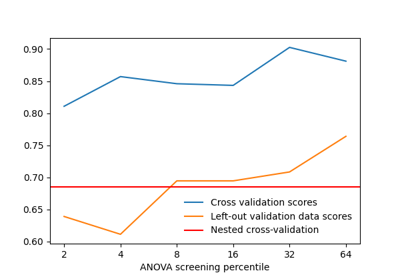 0.90
0.85
0.80
0.75
0.70
0.65
0.60
Cross validation scores
Left-out validation data scores
Nested cross-validation
2 4 8 16 32 64
ANOVA screening percentile